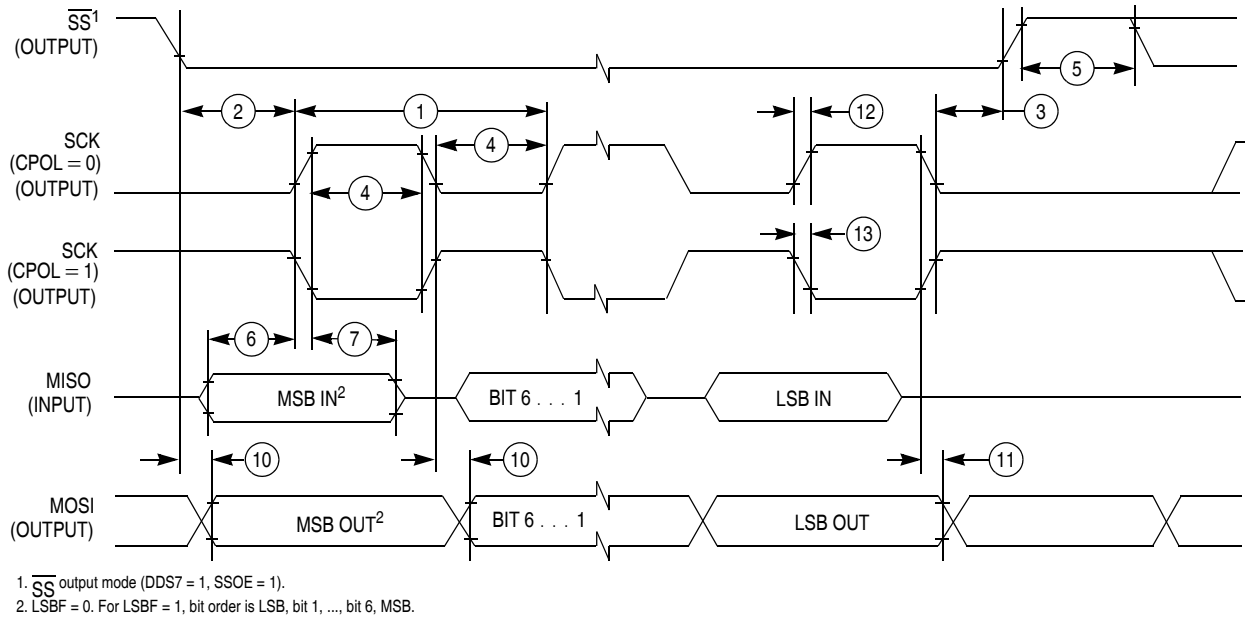 SS¹
(OUTPUT)
5
2
1
12
3
SCK
(CPOL = 0)
(OUTPUT)
4
4
SCK
(CPOL = 1)
(OUTPUT)
13
6
7
MISO
(INPUT)
MSB IN²
BIT 6 . . . 1
LSB IN
10
10
11
MOSI
(OUTPUT)
MSB OUT²
BIT 6 . . . 1
LSB OUT
1. SS output mode (DDS7 = 1, SSOE = 1).
2. LSBF = 0. For LSBF = 1, bit order is LSB, bit 1, ..., bit 6, MSB.